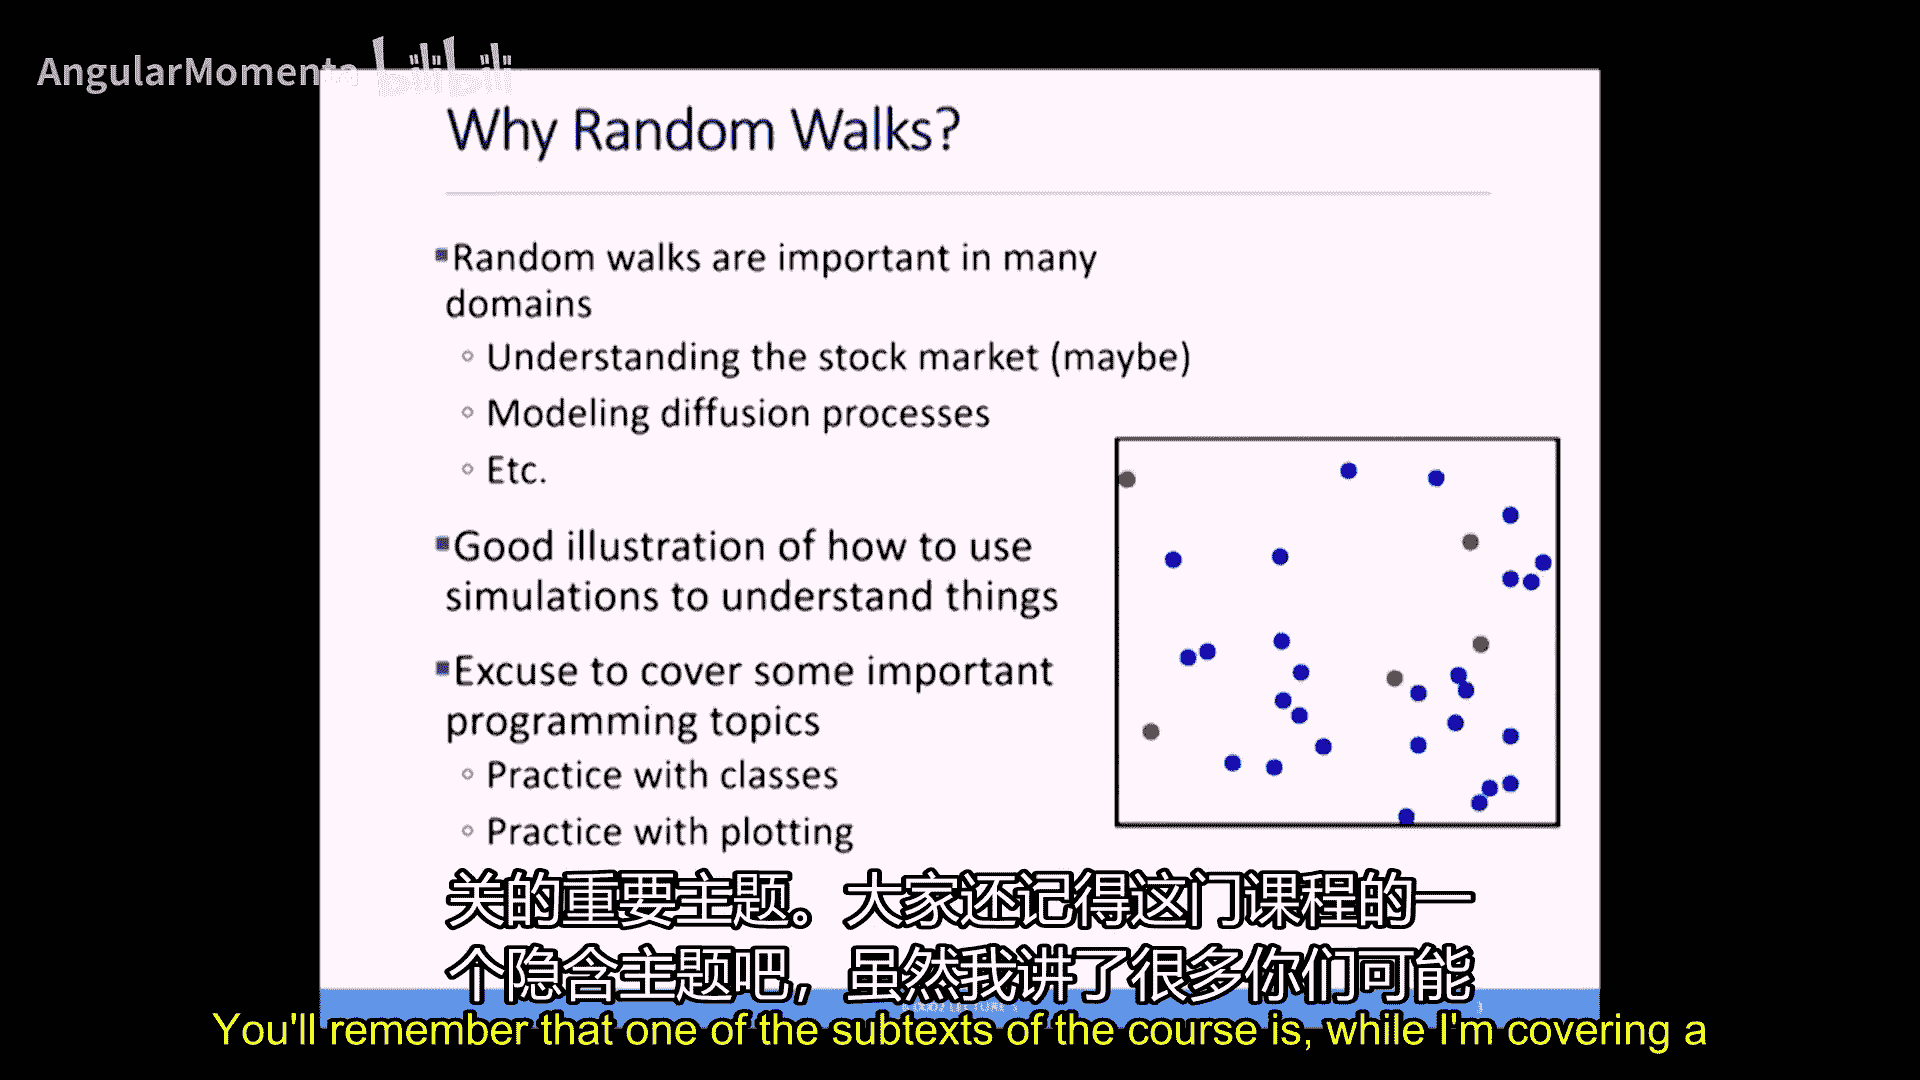 AngularMomenta bilibili
Why Random Walks?
Random walks are important in many
domains
Understanding the stock market (maybe)
Modeling diffusion processes
Etc.
Good illustration of how to use
simulations to understand things
Excuse to cover some important
programming topics
Practice with classes
Practice with plotting
关的重要主题。大家还记得这门课程的一
个隐含主题吧，虽然我讲了很多你们可能
You'll remember that one of the subtexts of the course is, while I'm covering a